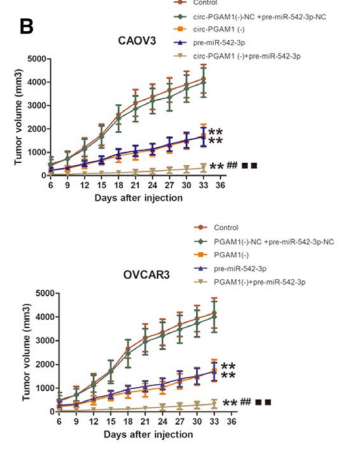 Control
circ-PGAM1(-)-NC +pre-miR-542-3p-NC
B
circ-PGAM1 (-)
CAOV3
pre-miR-542-3p
circ-PGAM1 (-)+pre-miR-542-3p
5000
4000
3000
2000
1000
0
Tumor volume (mm3)
**
**
** ## ■ ■
6 9 12 15 18 21 24 27 30 33 36
Days after injection
Control
PGAM1(-)-NC +pre-miR-542-3p-NC
PGAM1(-)
pre-miR-542-3p
OVCAR3
PGAM1(-)+pre-miR-542-3p
5000
4000
3000
2000
1000
0
Tumor volume (mm3)
**
**
** ## ■ ■
6 9 12 15 18 21 24 27 30 33 36
Days after injection